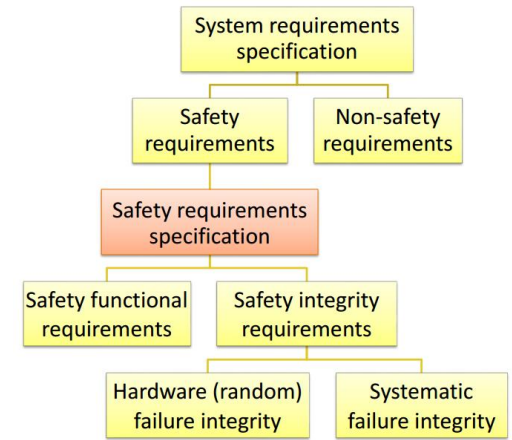 System requirements
specification
Safety
requirements
Non-safety
requirements
Safety requirements
specification
Safety functional
requirements
Safety integrity
requirements
Hardware (random)
failure integrity
Systematic
failure integrity